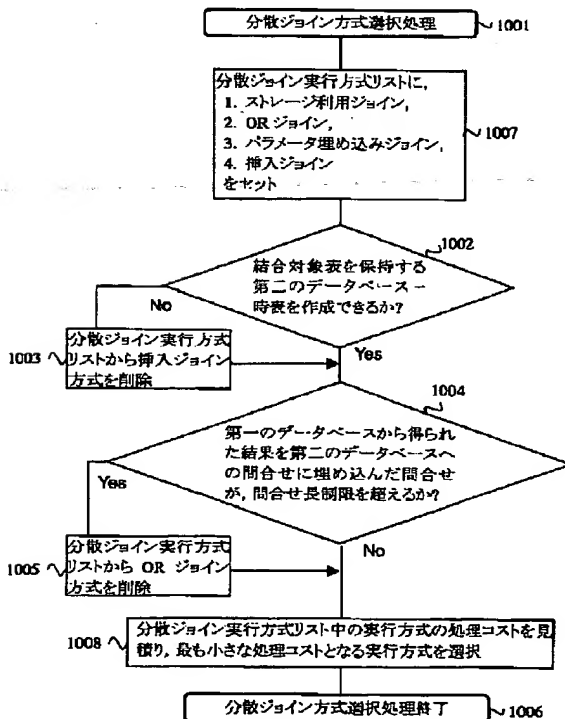 分散ジョイン方式選択処理
1001
分散ジョイン実行方式リストに,
1. ストレージ利用ジョイン,
2. ORジョイン,
3. パラメータ埋め込みジョイン,
4. 挿入ジョイン
をセット
1007
1002
結合対象表を保持する
第二のデータベース一
時表を作成できるか?
No
Yes
1003
分散ジョイン実行方式
リストから挿入ジョイン
方式を削除
1004
第一のデータベースから得られ
た結果を第二のデータベースへ
の問合せに埋め込んだ問合せ
が, 問合せ長制限を超えるか?
Yes
No
1005
分散ジョイン実行方式
リストから OR ジョイン
方式を削除
1008
分散ジョイン実行方式リスト中の実行方式の処理コストを見
積り, 最も小さな処理コストとなる実行方式を選択
分散ジョイン方式選択処理終了
1006